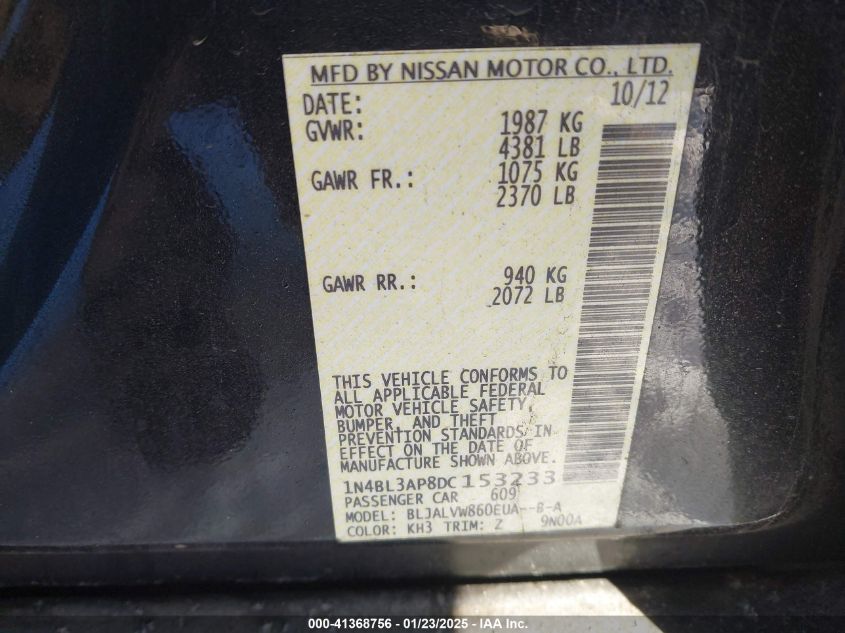 MFD BY NISSAN MOTOR CO., LTD.
DATE: 10/12
GVWR: 1987 KG
4381 LB
GAWR FR.: 1075 KG
2370 LB
GAWR RR.: 940 KG
2072 LB
THIS VEHICLE CONFORMS TO
ALL APPLICABLE FEDERAL
MOTOR VEHICLE SAFETY,
BUMPER, AND THEFT
PREVENTION STANDARDS IN
EFFECT ON THE DATE OF
MANUFACTURE SHOWN ABOVE.
1N4BL3AP8DC153233
PASSENGER CAR 609
MODEL: BLJALVW860EUA--B-A
COLOR: KH3 TRIM: Z 9N00A
000-41368756 - 01/23/2025 - IAA Inc.